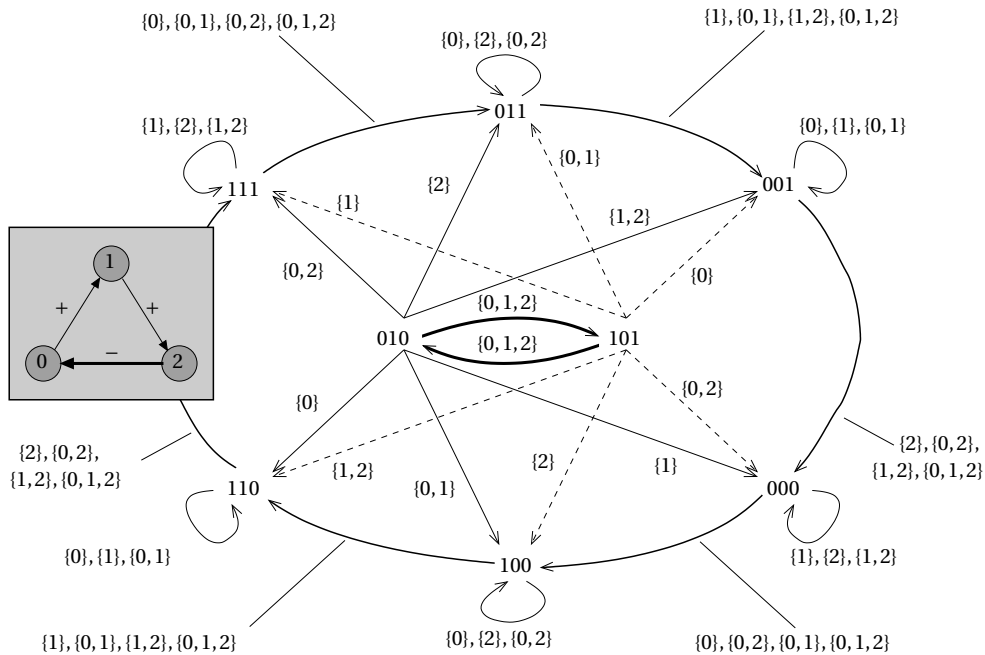 {0}, {0, 1}, {0, 2}, {0, 1, 2}
{1}, {0, 1}, {1, 2}, {0, 1, 2}
{0}, {2}, {0, 2}
011
{1}, {2}, {1, 2}
{0}, {1}, {0, 1}
{0, 1}
111
001
{2}
{1}
{1, 2}
{0, 2}
{0}
1
+
+
0
−
2
{0, 1, 2}
010
101
{0, 1, 2}
{0}
{0, 2}
{2}, {0, 2},
{1, 2}, {0, 1, 2}
{2}, {0, 2},
{1, 2}, {0, 1, 2}
{1, 2}
{2}
{1}
{0, 1}
110
000
{0}, {1}, {0, 1}
{1}, {2}, {1, 2}
100
{1}, {0, 1}, {1, 2}, {0, 1, 2}
{0}, {2}, {0, 2}
{0}, {0, 2}, {0, 1}, {0, 1, 2}